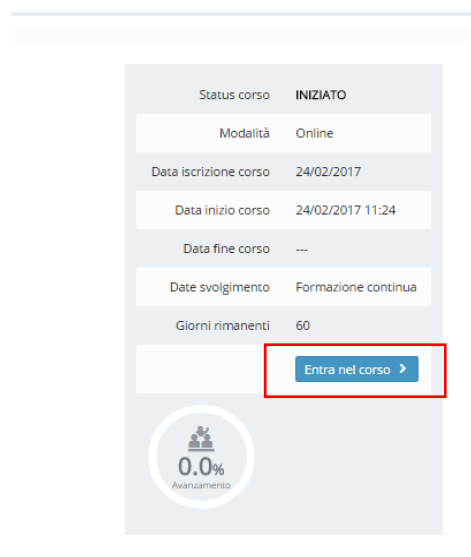 Status corso INIZIATO
Modalità Online
Data iscrizione corso 24/02/2017
Data inizio corso 24/02/2017 11:24
Data fine corso ---
Date svolgimento Formazione continua
Giorni rimanenti 60
Entra nel corso
0.0%
Avanzamento